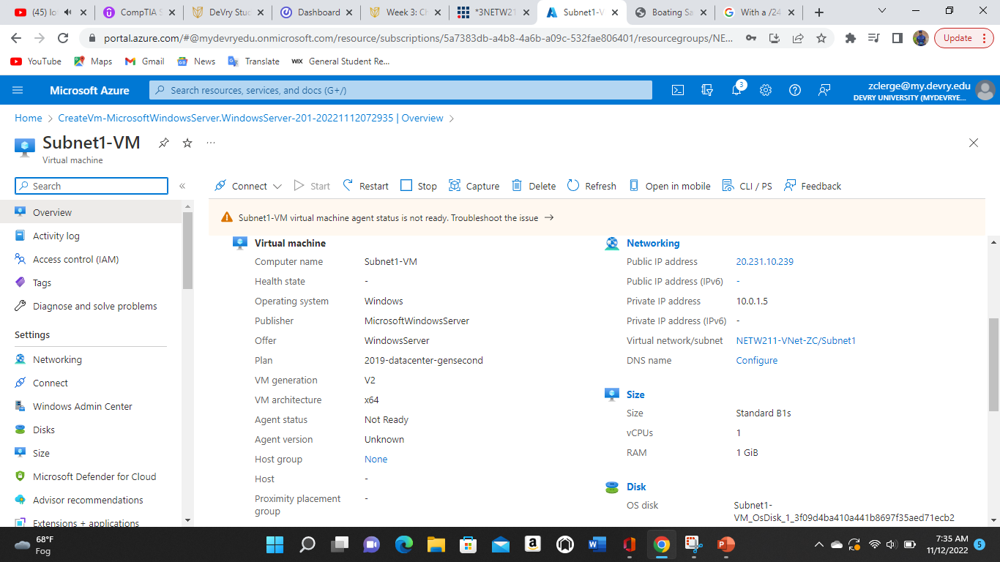 (45) lo
CompTIA S
DeVry Stud
Dashboard
Week 3: Ch
*3NETW21
Subnet1-V
Boating Sa
With a /24
portal.azure.com/#@mydevryedu.onmicrosoft.com/resource/subscriptions/5a7383db-a4b8-4a6b-a09c-532fae806401/resourcegroups/NE...
Update
YouTube
Maps
Gmail
News
Translate
WIX General Student Re...
Microsoft Azure
Search resources, services, and docs (G+/)
3
zclerge@my.devry.edu
DEVRY UNIVERSITY (MYDEVRYE...
Home > CreateVm-MicrosoftWindowsServer.WindowsServer-201-20221112072935 | Overview >
Subnet1-VM
...
Virtual machine
Search
«
Connect
Start
Restart
Stop
Capture
Delete
Refresh
Open in mobile
CLI / PS
Feedback
Overview
Activity log
Access control (IAM)
Tags
Diagnose and solve problems
Settings
Networking
Connect
Windows Admin Center
Disks
Size
Microsoft Defender for Cloud
Advisor recommendations
Extensions + applications
Subnet1-VM virtual machine agent status is not ready. Troubleshoot the issue →
Virtual machine
Computer name Subnet1-VM
Health state -
Operating system Windows
Publisher MicrosoftWindowsServer
Offer WindowsServer
Plan 2019-datacenter-gensecond
VM generation V2
VM architecture x64
Agent status Not Ready
Agent version Unknown
Host group None
Host -
Proximity placement -
group
Networking
Public IP address 20.231.10.239
Public IP address (IPv6) -
Private IP address 10.0.1.5
Private IP address (IPv6) -
Virtual network/subnet NETW211-VNet-ZC/Subnet1
DNS name Configure
Size
Size Standard B1s
vCPUs 1
RAM 1 GiB
Disk
OS disk Subnet1-
VM_OsDisk_1_3f09d4ba410a441b8697f35aed71ecb2
68°F
Fog
7:35 AM
11/12/2022
5